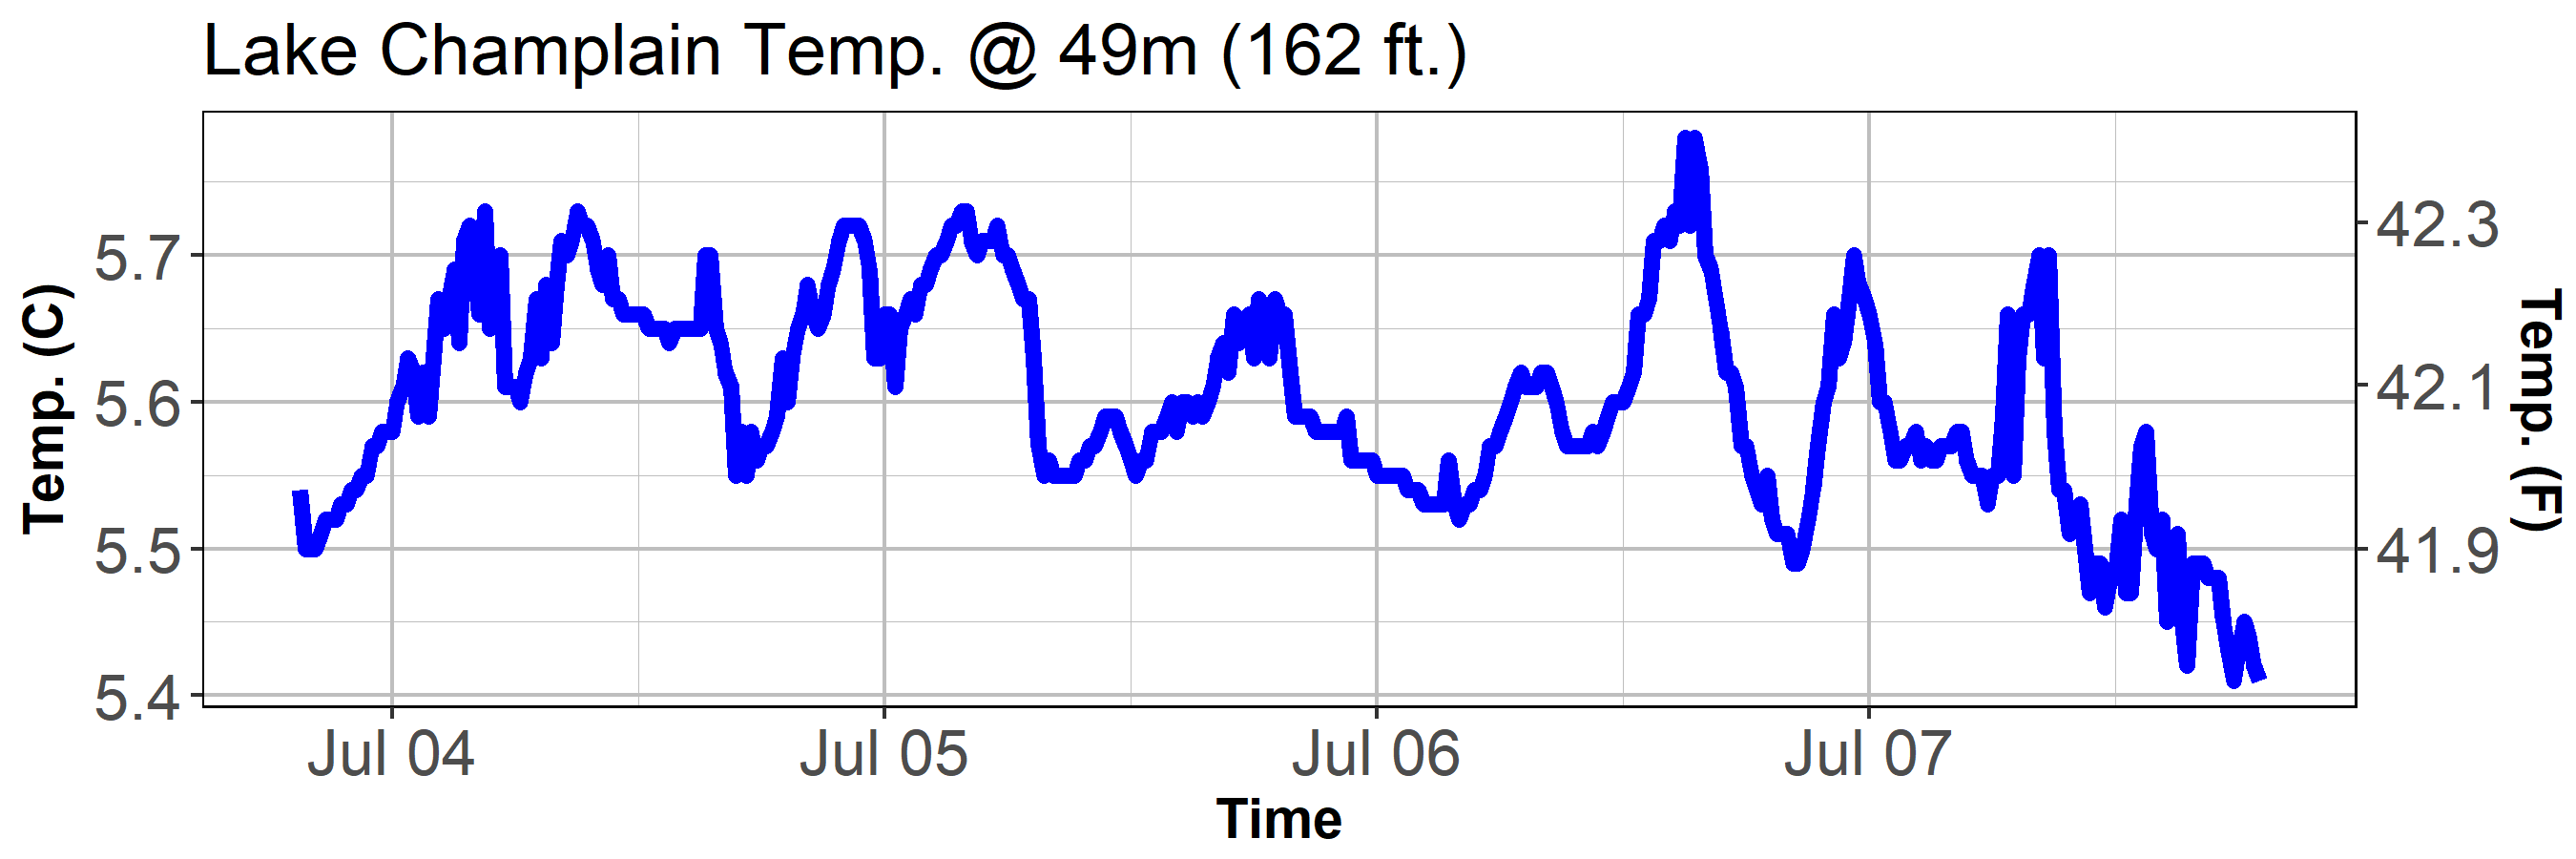 Lake Champlain Temp. @ 49m (162 ft.)
Temp. (C)
5.7
5.6
5.5
5.4
42.3
42.1
41.9
Temp. (F)
Jul 04 Jul 05 Jul 06 Jul 07
Time